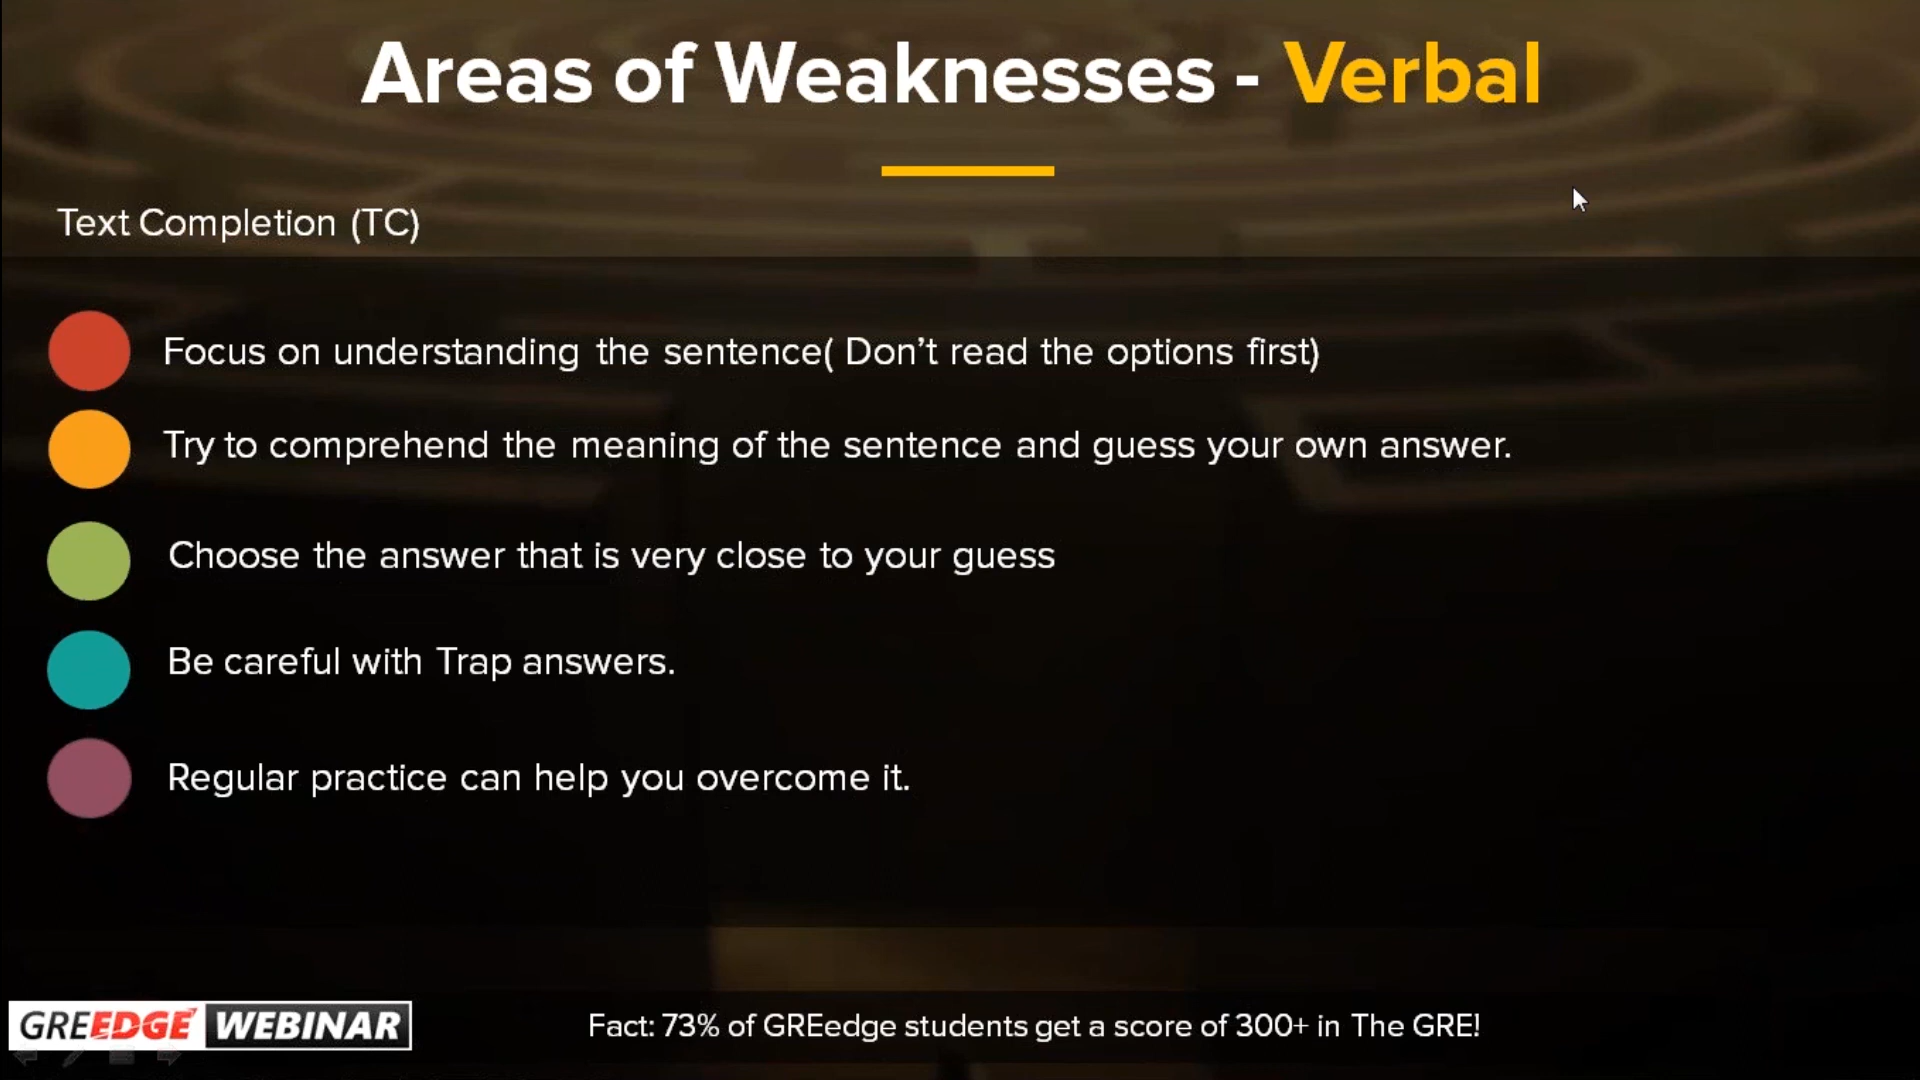 Areas of Weaknesses - Verbal
Text Completion (TC)
Focus on understanding the sentence( Don't read the options first)
Try to comprehend the meaning of the sentence and guess your own answer.
Choose the answer that is very close to your guess
Be careful with Trap answers.
Regular practice can help you overcome it.
GREEDGE WEBINAR
Fact: 73% of GREedge students get a score of 300+ in The GRE!